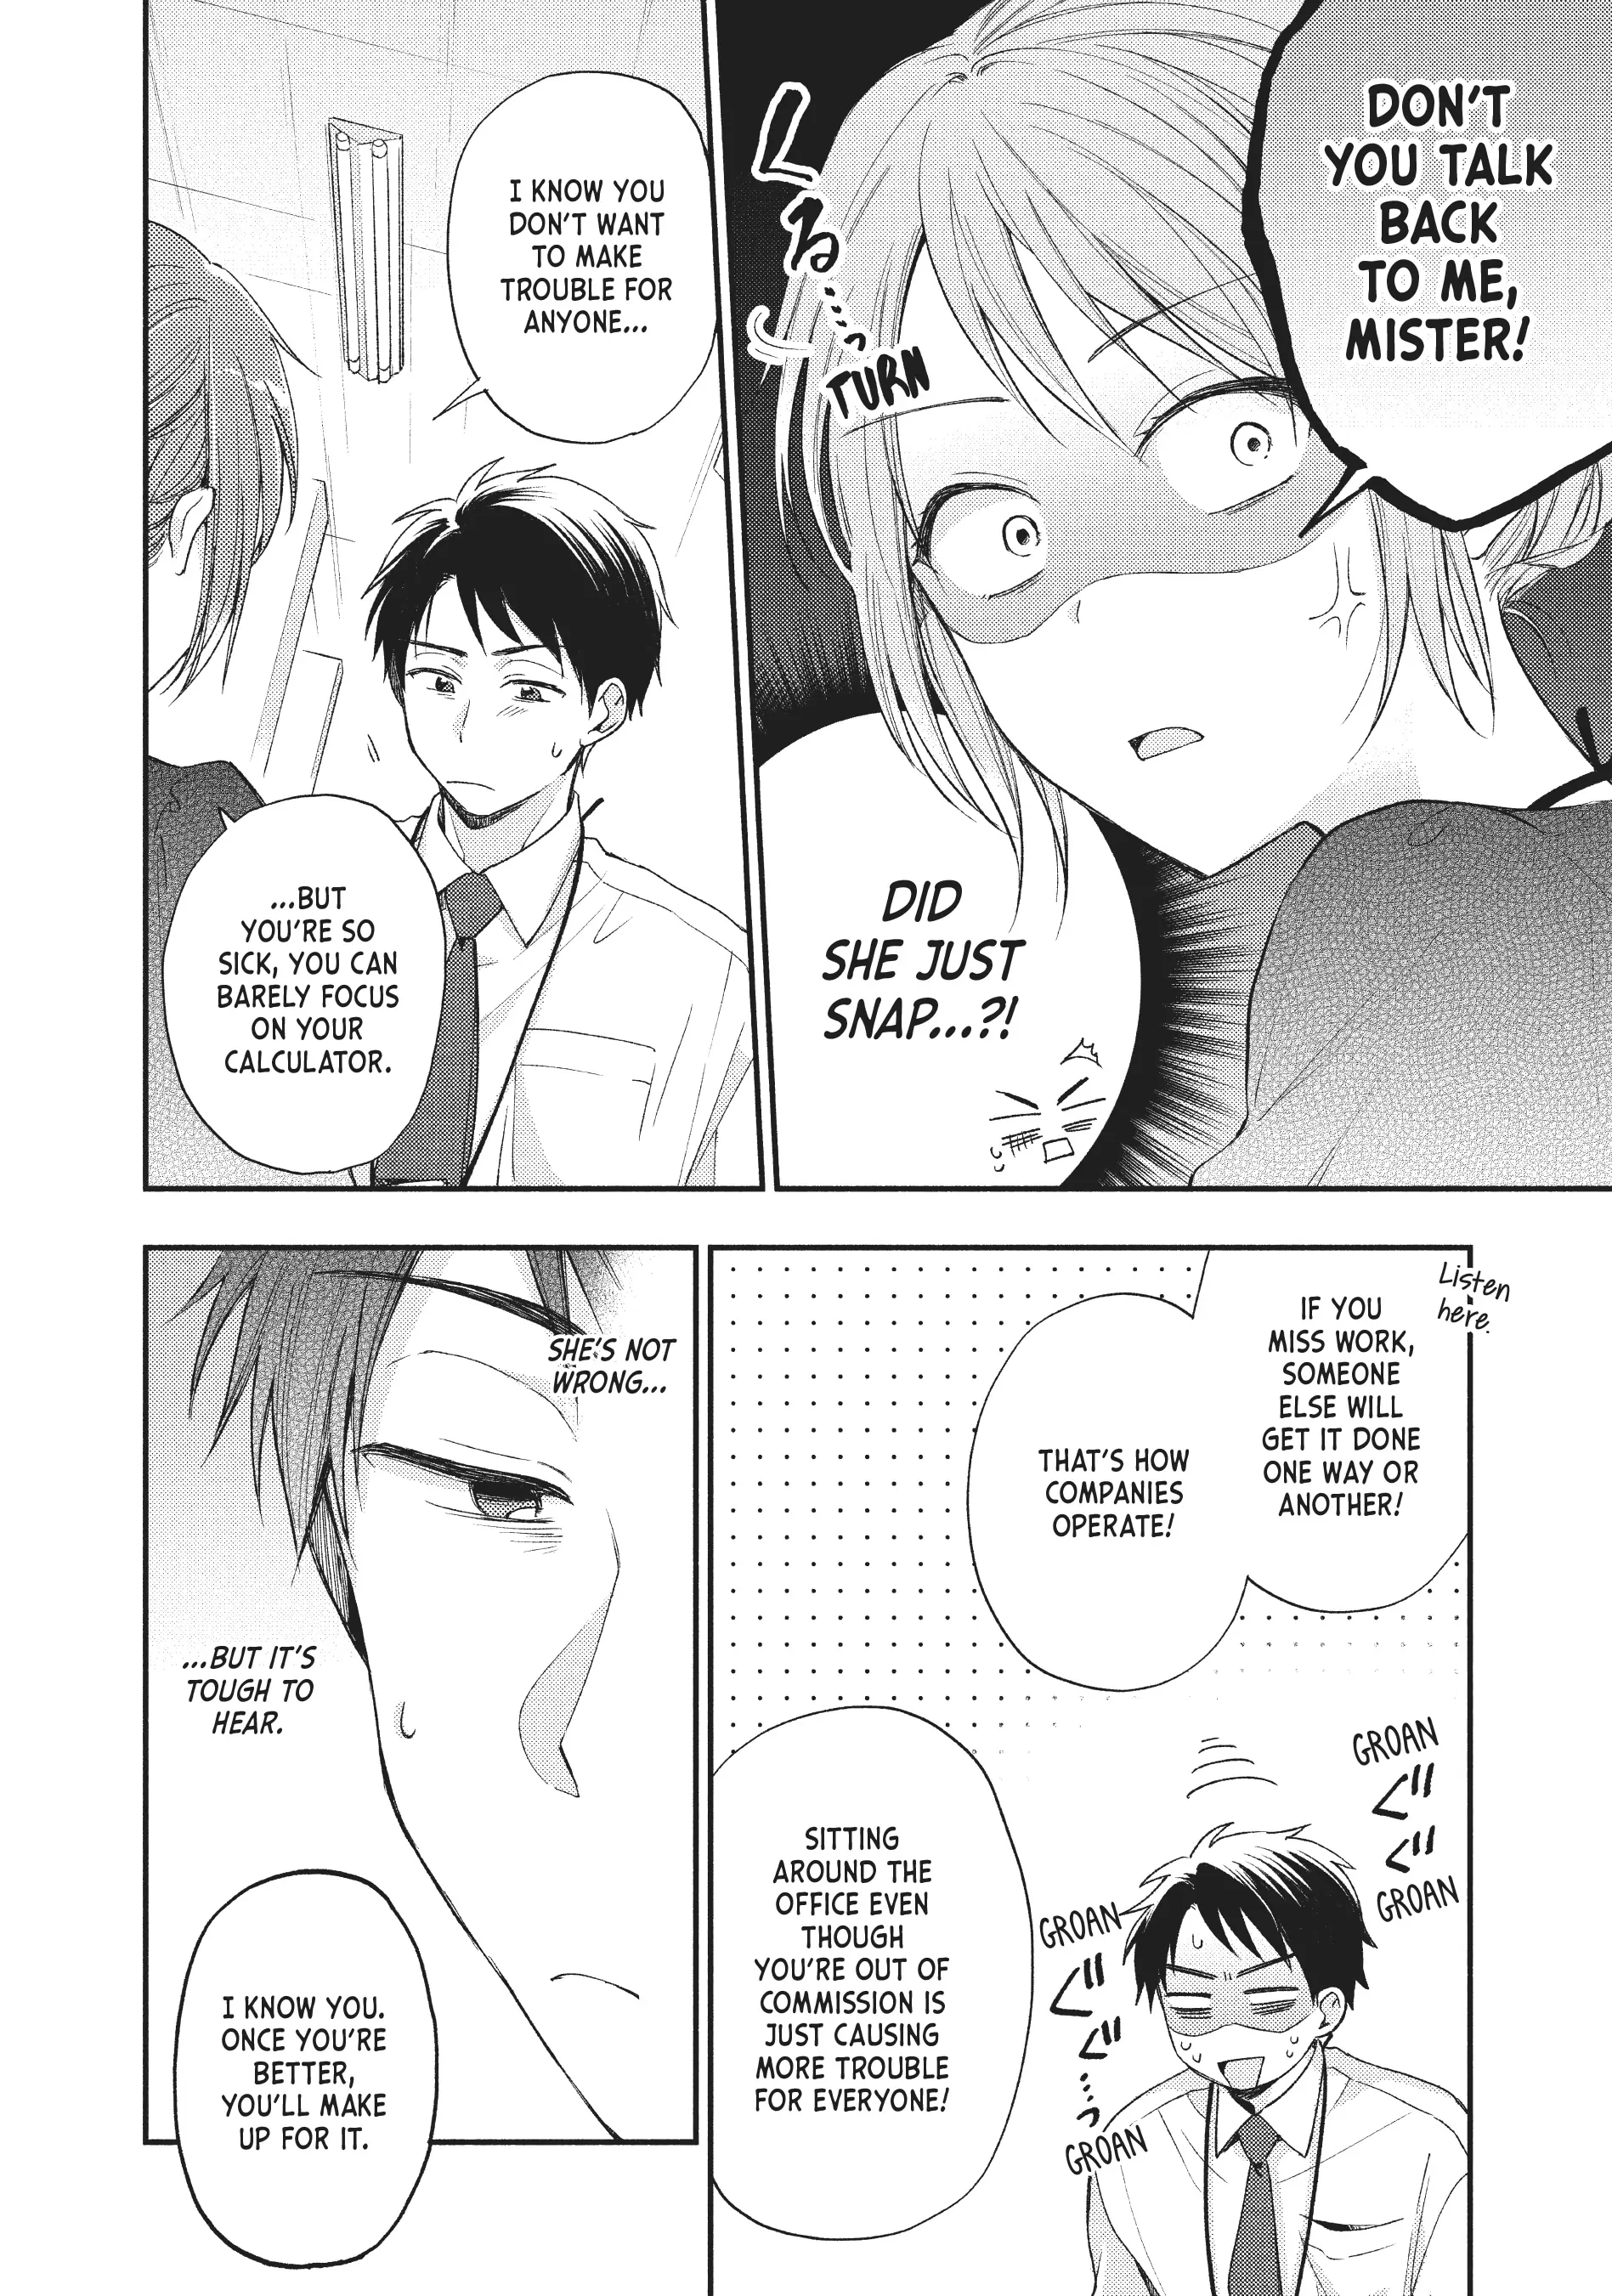 DON'T
YOU TALK
BACK
TO ME,
MISTER!
くる…っ
TURN
DID
SHE JUST
SNAP...?!
I KNOW YOU
DON'T WANT
TO MAKE
TROUBLE FOR
ANYONE...
...BUT
YOU'RE SO
SICK, YOU CAN
BARELY FOCUS
ON YOUR
CALCULATOR.
Listen
here.
IF YOU
MISS WORK,
SOMEONE
ELSE WILL
GET IT DONE
ONE WAY OR
ANOTHER!
THAT'S HOW
COMPANIES
OPERATE!
GROAN
ぐ
ぐ
GROAN
GROAN
ぐ
ぐ…っ
GROAN
SITTING
AROUND THE
OFFICE EVEN
THOUGH
YOU'RE OUT OF
COMMISSION IS
JUST CAUSING
MORE TROUBLE
FOR EVERYONE!
SHE'S NOT
WRONG...
...BUT IT'S
TOUGH TO
HEAR.
I KNOW YOU.
ONCE YOU'RE
BETTER,
YOU'LL MAKE
UP FOR IT.